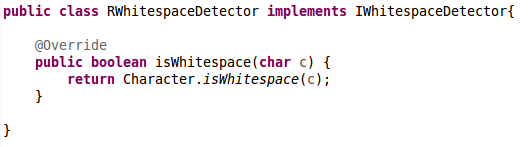 public class RWhitespaceDetector implements IWhitespaceDetector{
@Override
public boolean isWhitespace(char c) {
return Character.isWhitespace(c);
}
}